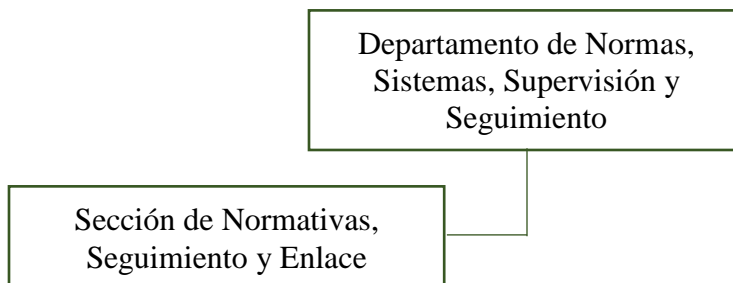 Departamento de Normas,
Sistemas, Supervisión y
Seguimiento
Sección de Normativas,
Seguimiento y Enlace